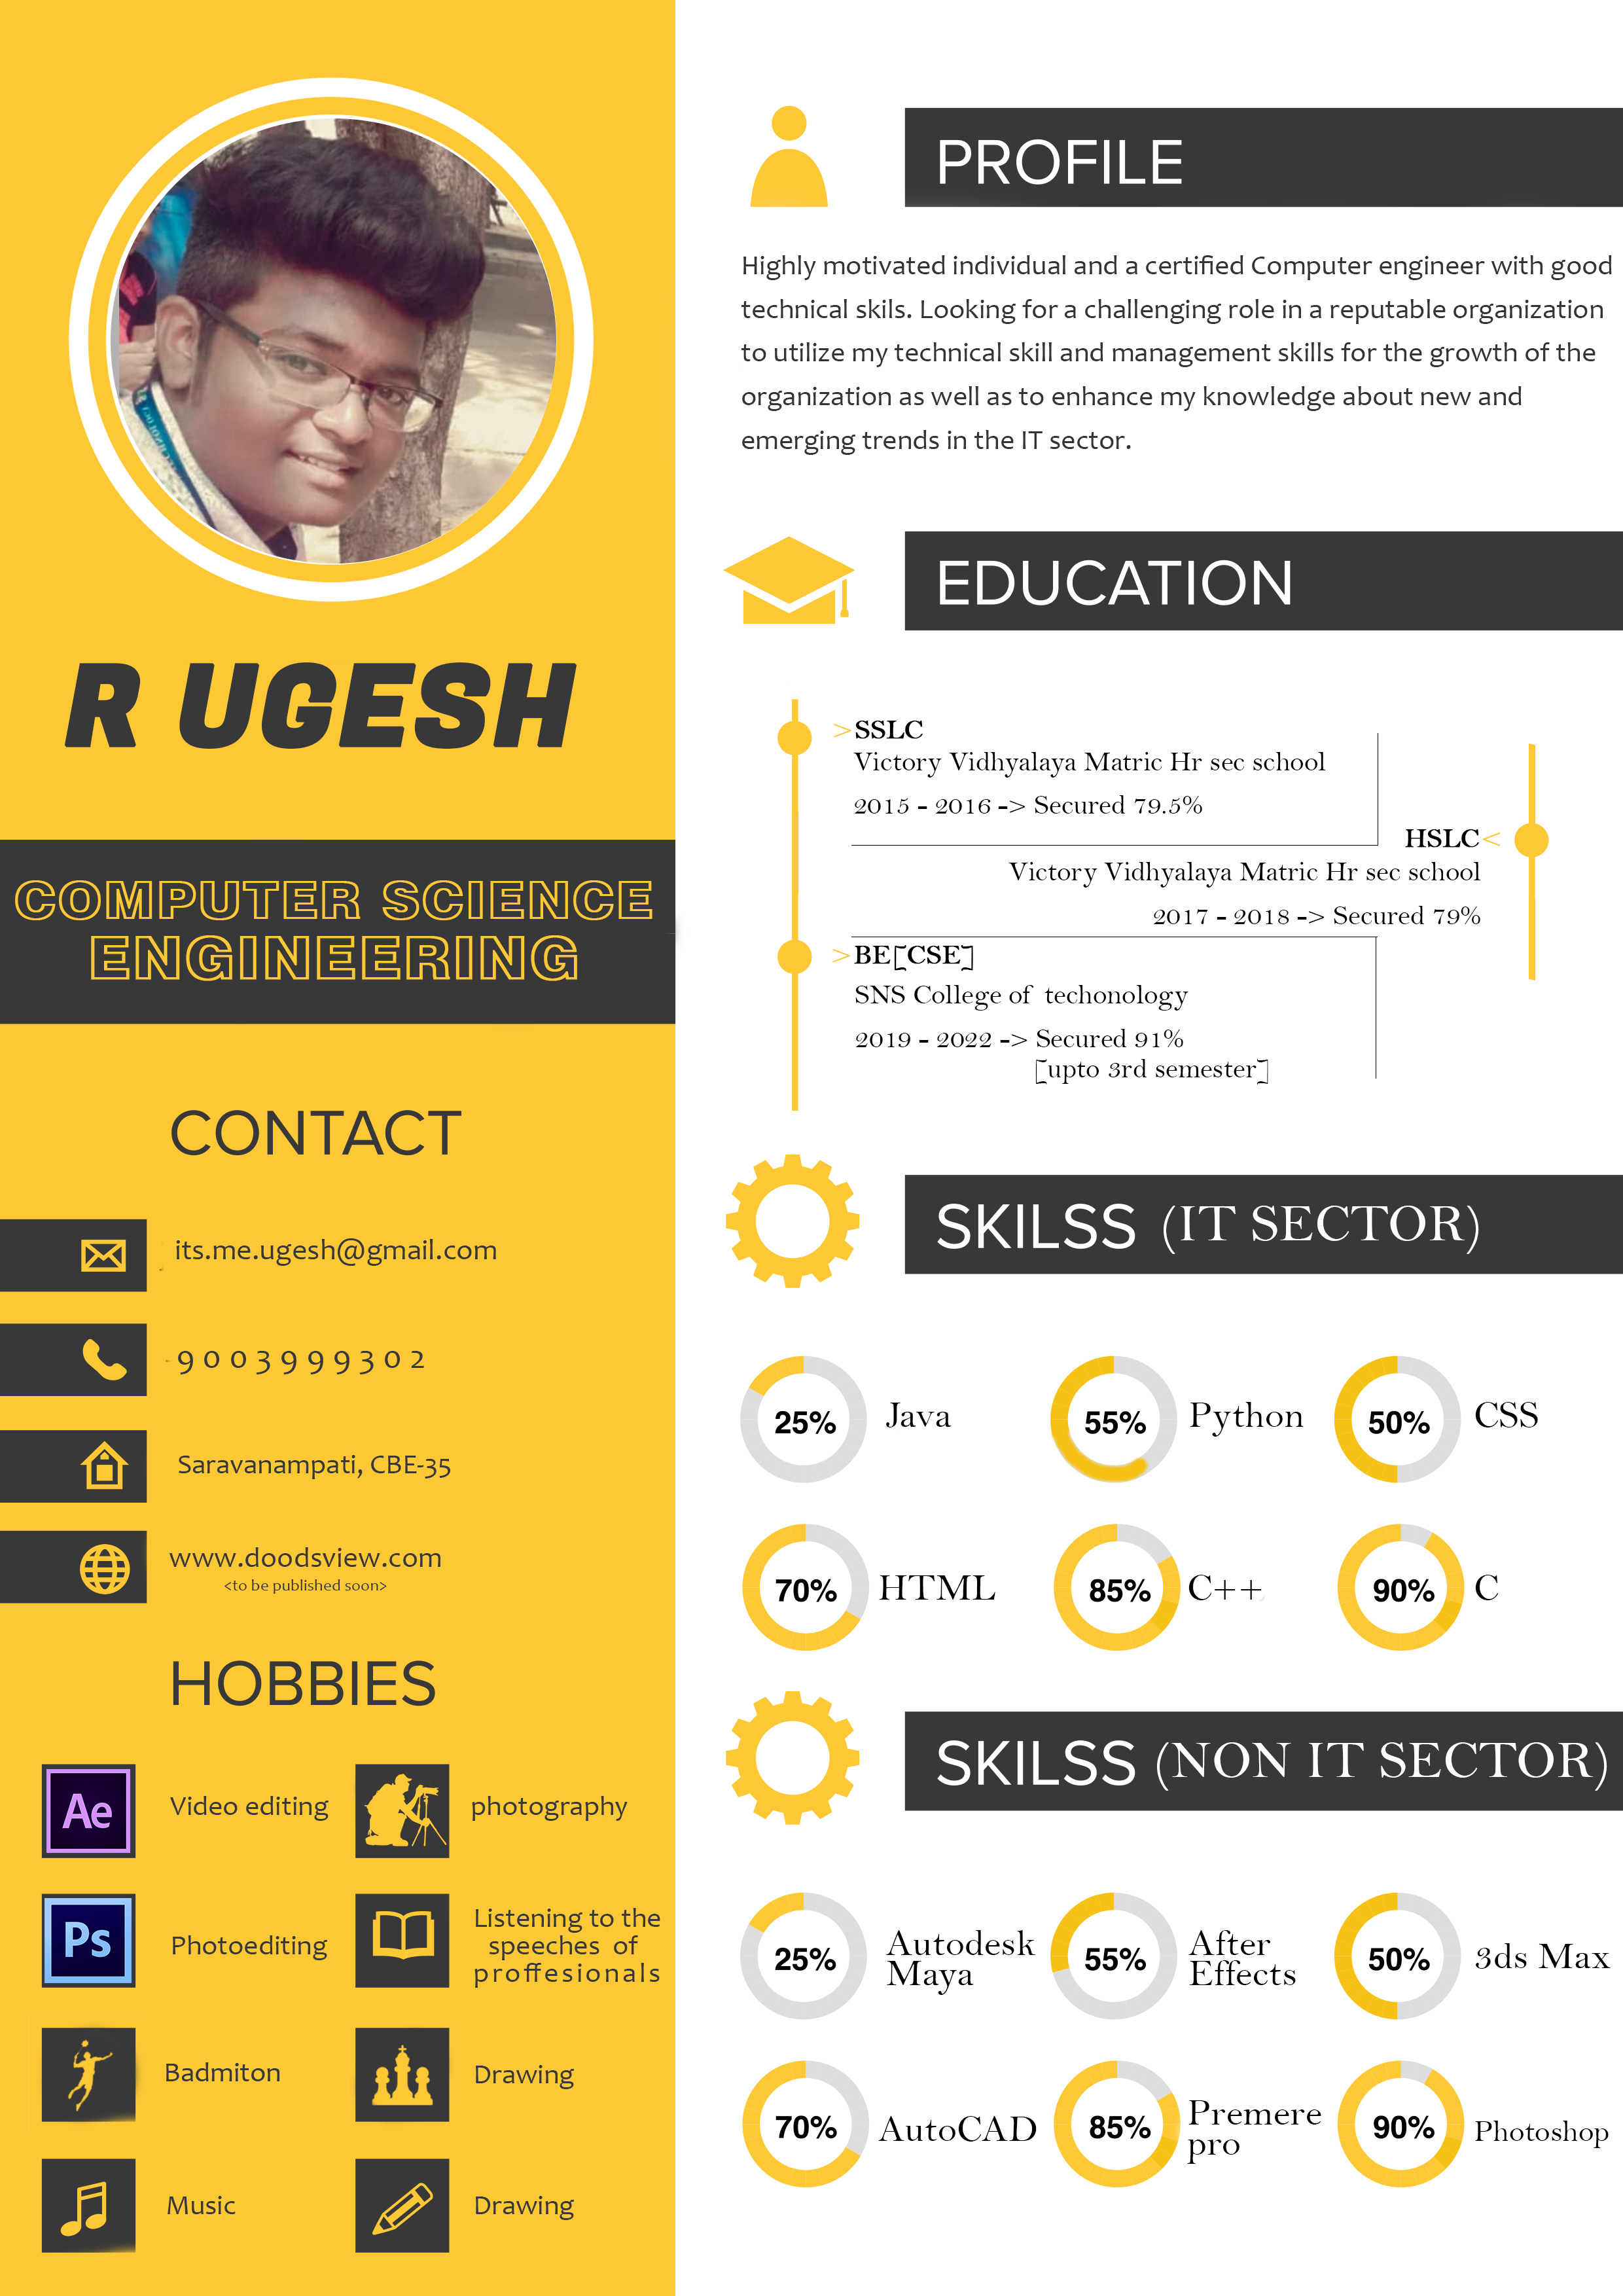 R UGESH
COMPUTER SCIENCE
ENGINEERING
CONTACT
its.me.ugesh@gmail.com
9003999302
Saravanampati, CBE-35
www.doodsview.com
<to be published soon>
HOBBIES
Ae
Video editing
photography
Ps
Photoediting
Listening to the
speeches of
proffesionals
Badmiton
Drawing
Music
Drawing
PROFILE
Highly motivated individual and a certified Computer engineer with good
technical skils. Looking for a challenging role in a reputable organization
to utilize my technical skill and management skills for the growth of the
organization as well as to enhance my knowledge about new and
emerging trends in the IT sector.
EDUCATION
>SSLC
Victory Vidhyalaya Matric Hr sec school
2015 - 2016 -> Secured 79.5%
HSLC<
Victory Vidhyalaya Matric Hr sec school
2017 - 2018 -> Secured 79%
>BE[CSE]
SNS College of techonology
2019 - 2022 -> Secured 91%
[upto 3rd semester]
SKILSS (IT SECTOR)
25% Java
55% Python
50% CSS
70% HTML
85% C++
90% C
SKILSS (NON IT SECTOR)
25% Autodesk
Maya
55% After
Effects
50% 3ds Max
70% AutoCAD
85% Premere
pro
90% Photoshop